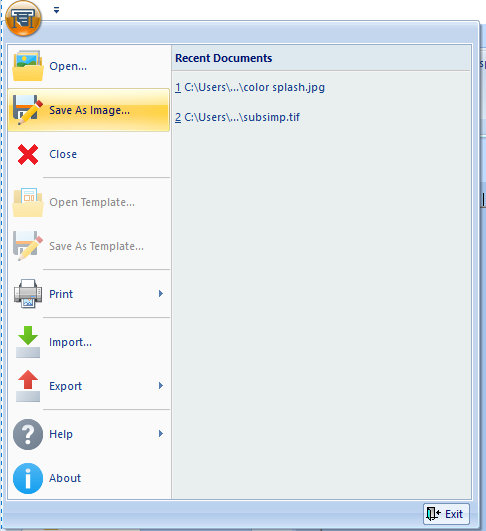 Open...
Save As Image...
Close
Open Template...
Save As Template...
Print
Import...
Export
Help
About
Recent Documents
1 C:\Users\...\color splash.jpg
2 C:\Users\...\subsimp.tif
Exit